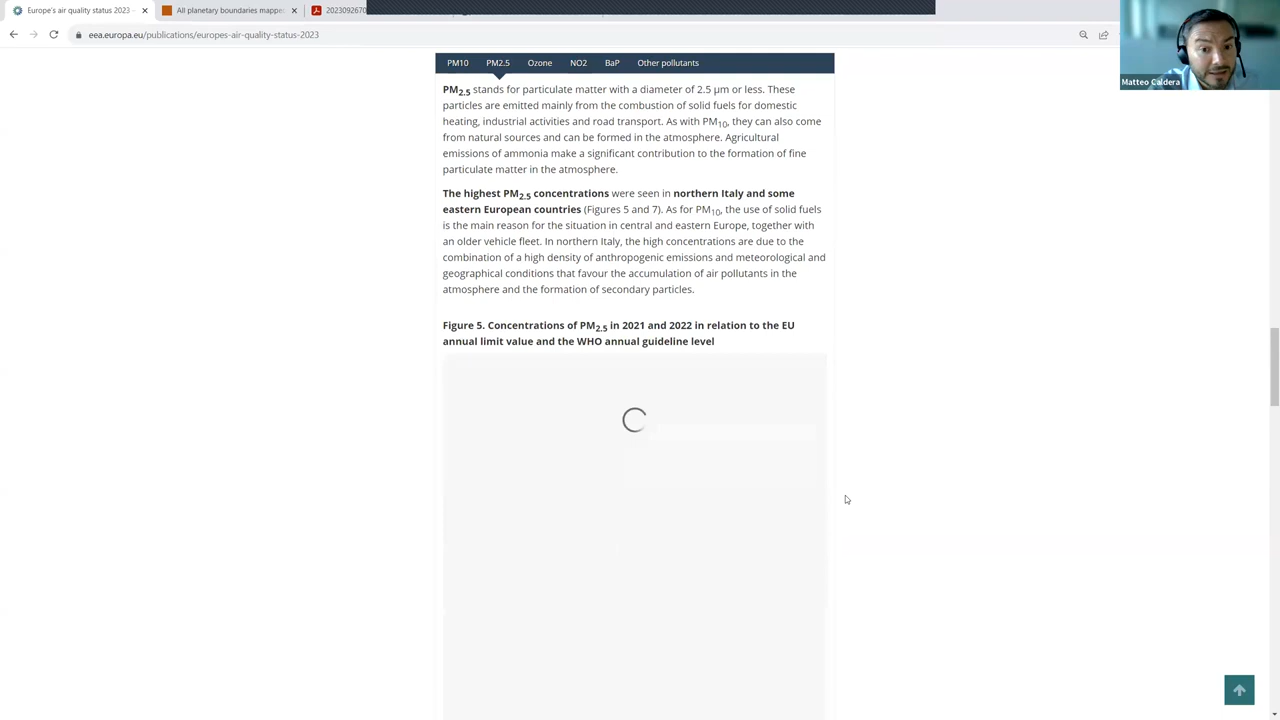 Europe's air quality status 2023 -
All planetary boundaries mappe
2023092670
eea.europa.eu/publications/europes-air-quality-status-2023
Matteo Caldera
PM10 PM2.5 Ozone NO2 BaP Other pollutants
PM2.5 stands for particulate matter with a diameter of 2.5 μm or less. These
particles are emitted mainly from the combustion of solid fuels for domestic
heating, industrial activities and road transport. As with PM10, they can also come
from natural sources and can be formed in the atmosphere. Agricultural
emissions of ammonia make a significant contribution to the formation of fine
particulate matter in the atmosphere.
The highest PM2.5 concentrations were seen in northern Italy and some
eastern European countries (Figures 5 and 7). As for PM10, the use of solid fuels
is the main reason for the situation in central and eastern Europe, together with
an older vehicle fleet. In northern Italy, the high concentrations are due to the
combination of a high density of anthropogenic emissions and meteorological and
geographical conditions that favour the accumulation of air pollutants in the
atmosphere and the formation of secondary particles.
Figure 5. Concentrations of PM2.5 in 2021 and 2022 in relation to the EU
annual limit value and the WHO annual guideline level